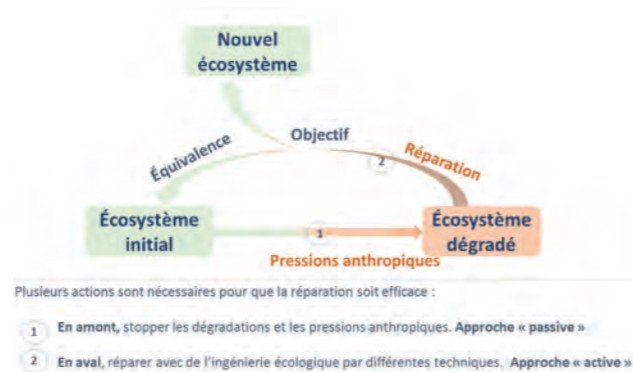 Nouvel
écosystème
Objectif
Équivalence
2
Réparation
Écosystème
initial
1
Écosystème
dégradé
Pressions anthropiques
Plusieurs actions sont nécessaires pour que la réparation soit efficace :
1 En amont, stopper les dégradations et les pressions anthropiques. Approche « passive »
2 En aval, réparer avec de l'ingénierie écologique par différentes techniques. Approche « active »